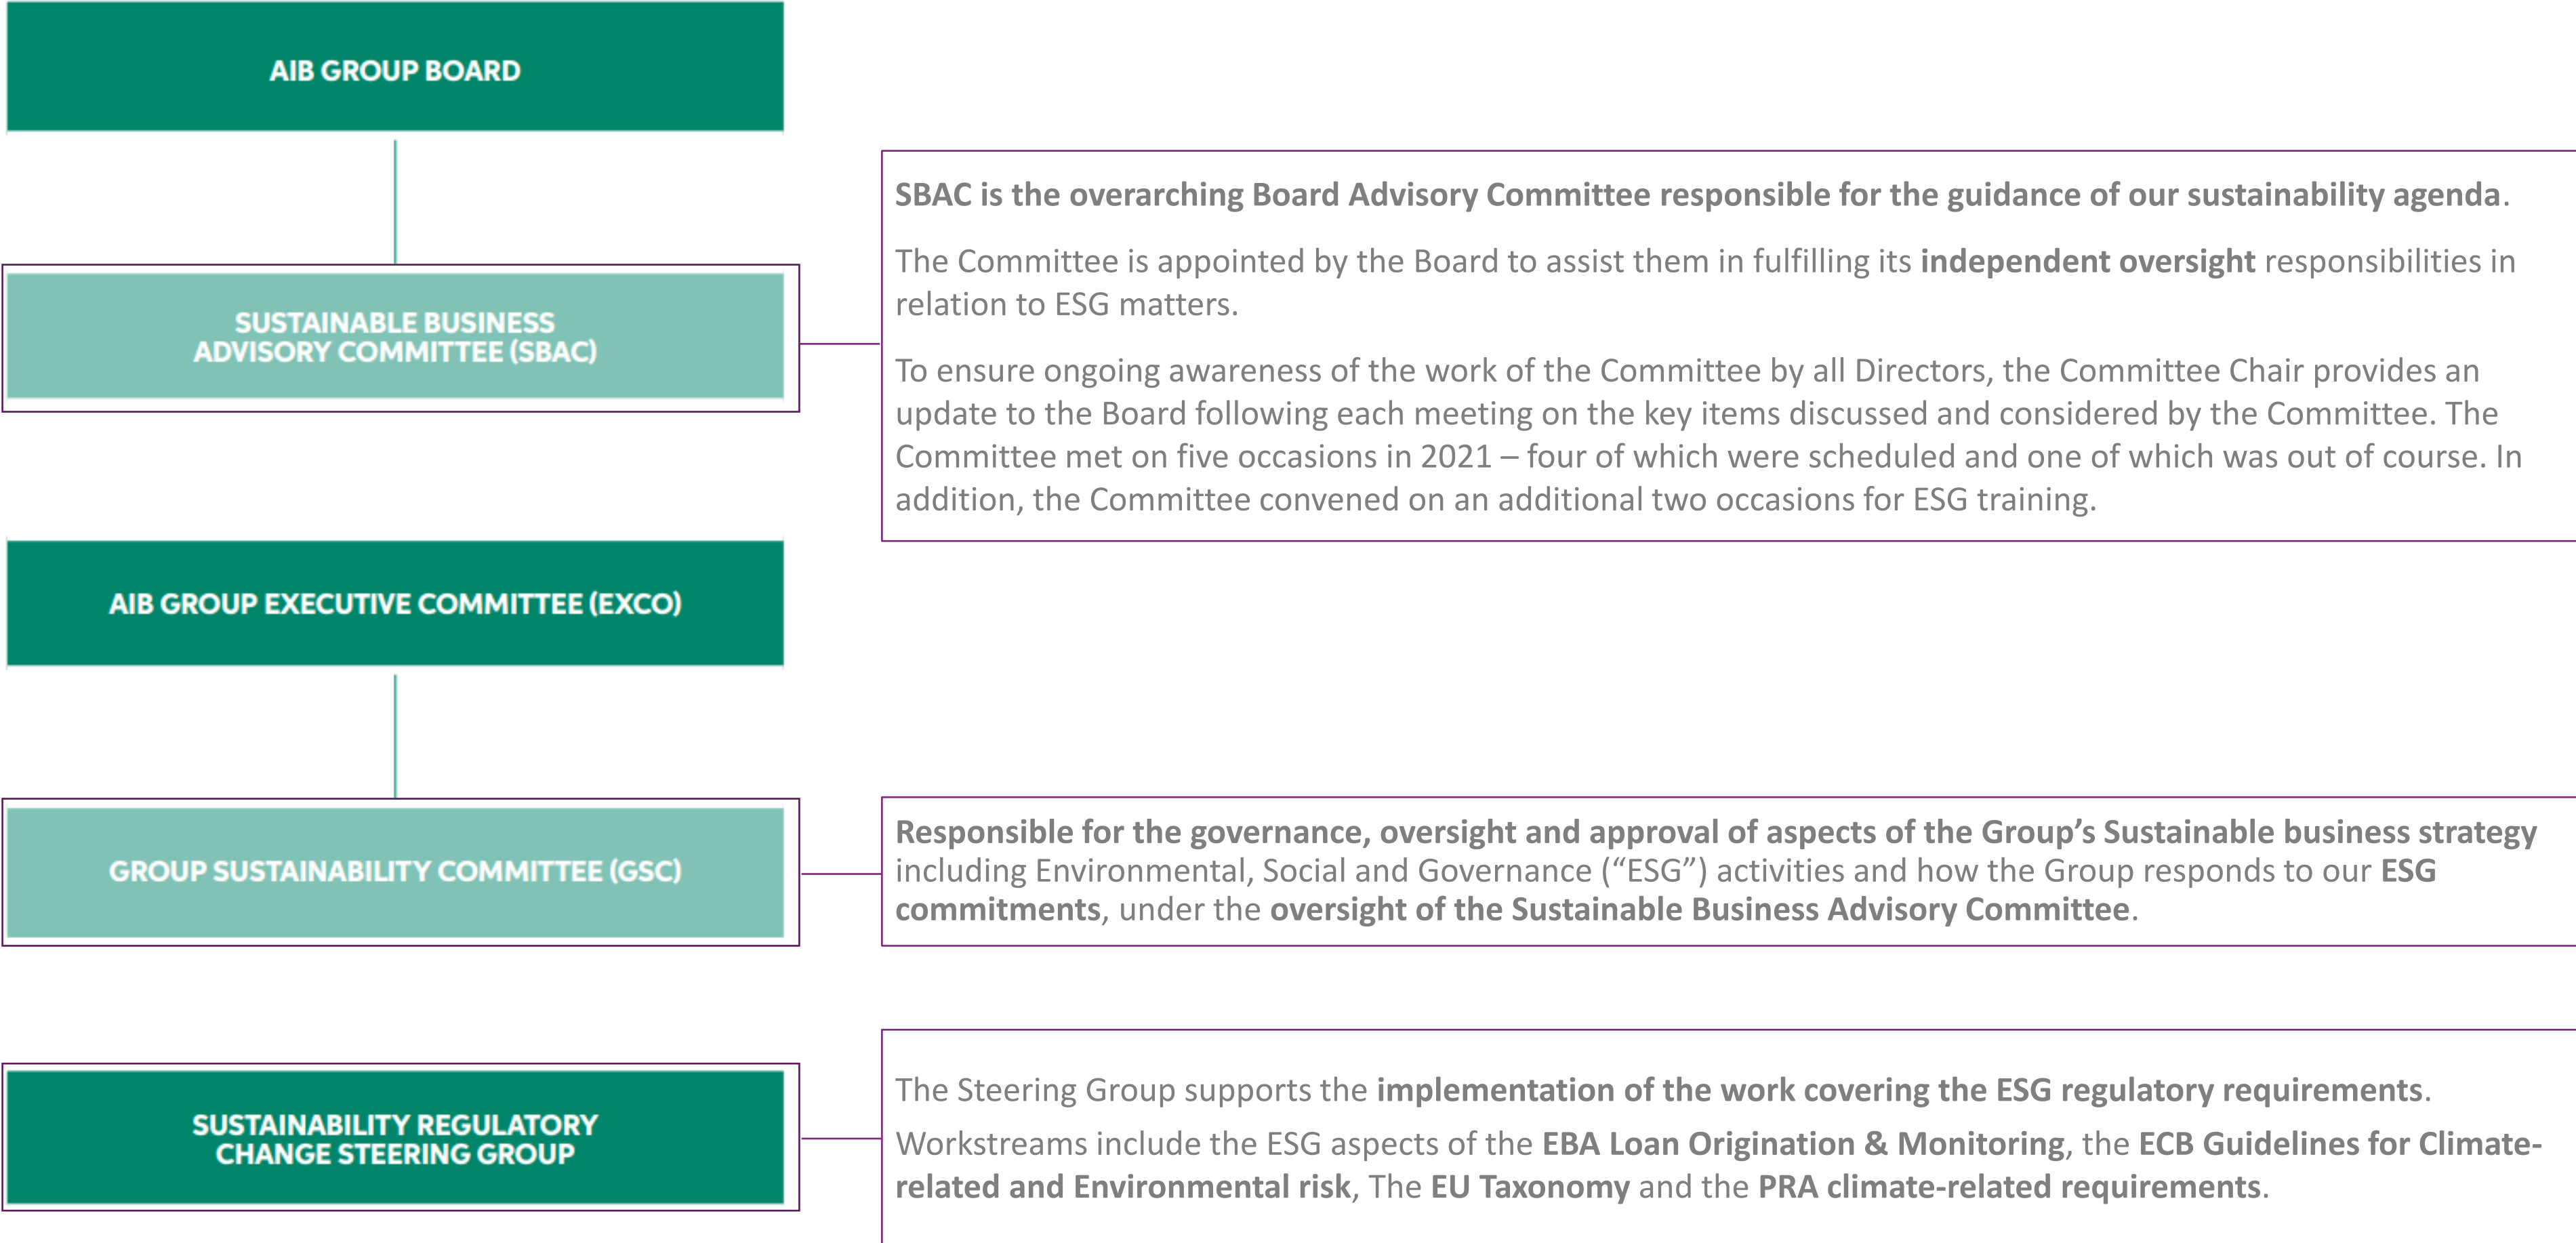 AIB GROUP BOARD
SUSTAINABLE BUSINESS
ADVISORY COMMITTEE (SBAC)
SBAC is the overarching Board Advisory Committee responsible for the guidance of our sustainability agenda.
The Committee is appointed by the Board to assist them in fulfilling its independent oversight responsibilities in
relation to ESG matters.
To ensure ongoing awareness of the work of the Committee by all Directors, the Committee Chair provides an
update to the Board following each meeting on the key items discussed and considered by the Committee. The
Committee met on five occasions in 2021 – four of which were scheduled and one of which was out of course. In
addition, the Committee convened on an additional two occasions for ESG training.
AIB GROUP EXECUTIVE COMMITTEE (EXCO)
GROUP SUSTAINABILITY COMMITTEE (GSC)
Responsible for the governance, oversight and approval of aspects of the Group’s Sustainable business strategy
including Environmental, Social and Governance (“ESG”) activities and how the Group responds to our ESG
commitments, under the oversight of the Sustainable Business Advisory Committee.
SUSTAINABILITY REGULATORY
CHANGE STEERING GROUP
The Steering Group supports the implementation of the work covering the ESG regulatory requirements.
Workstreams include the ESG aspects of the EBA Loan Origination & Monitoring, the ECB Guidelines for Climate-
related and Environmental risk, The EU Taxonomy and the PRA climate-related requirements.